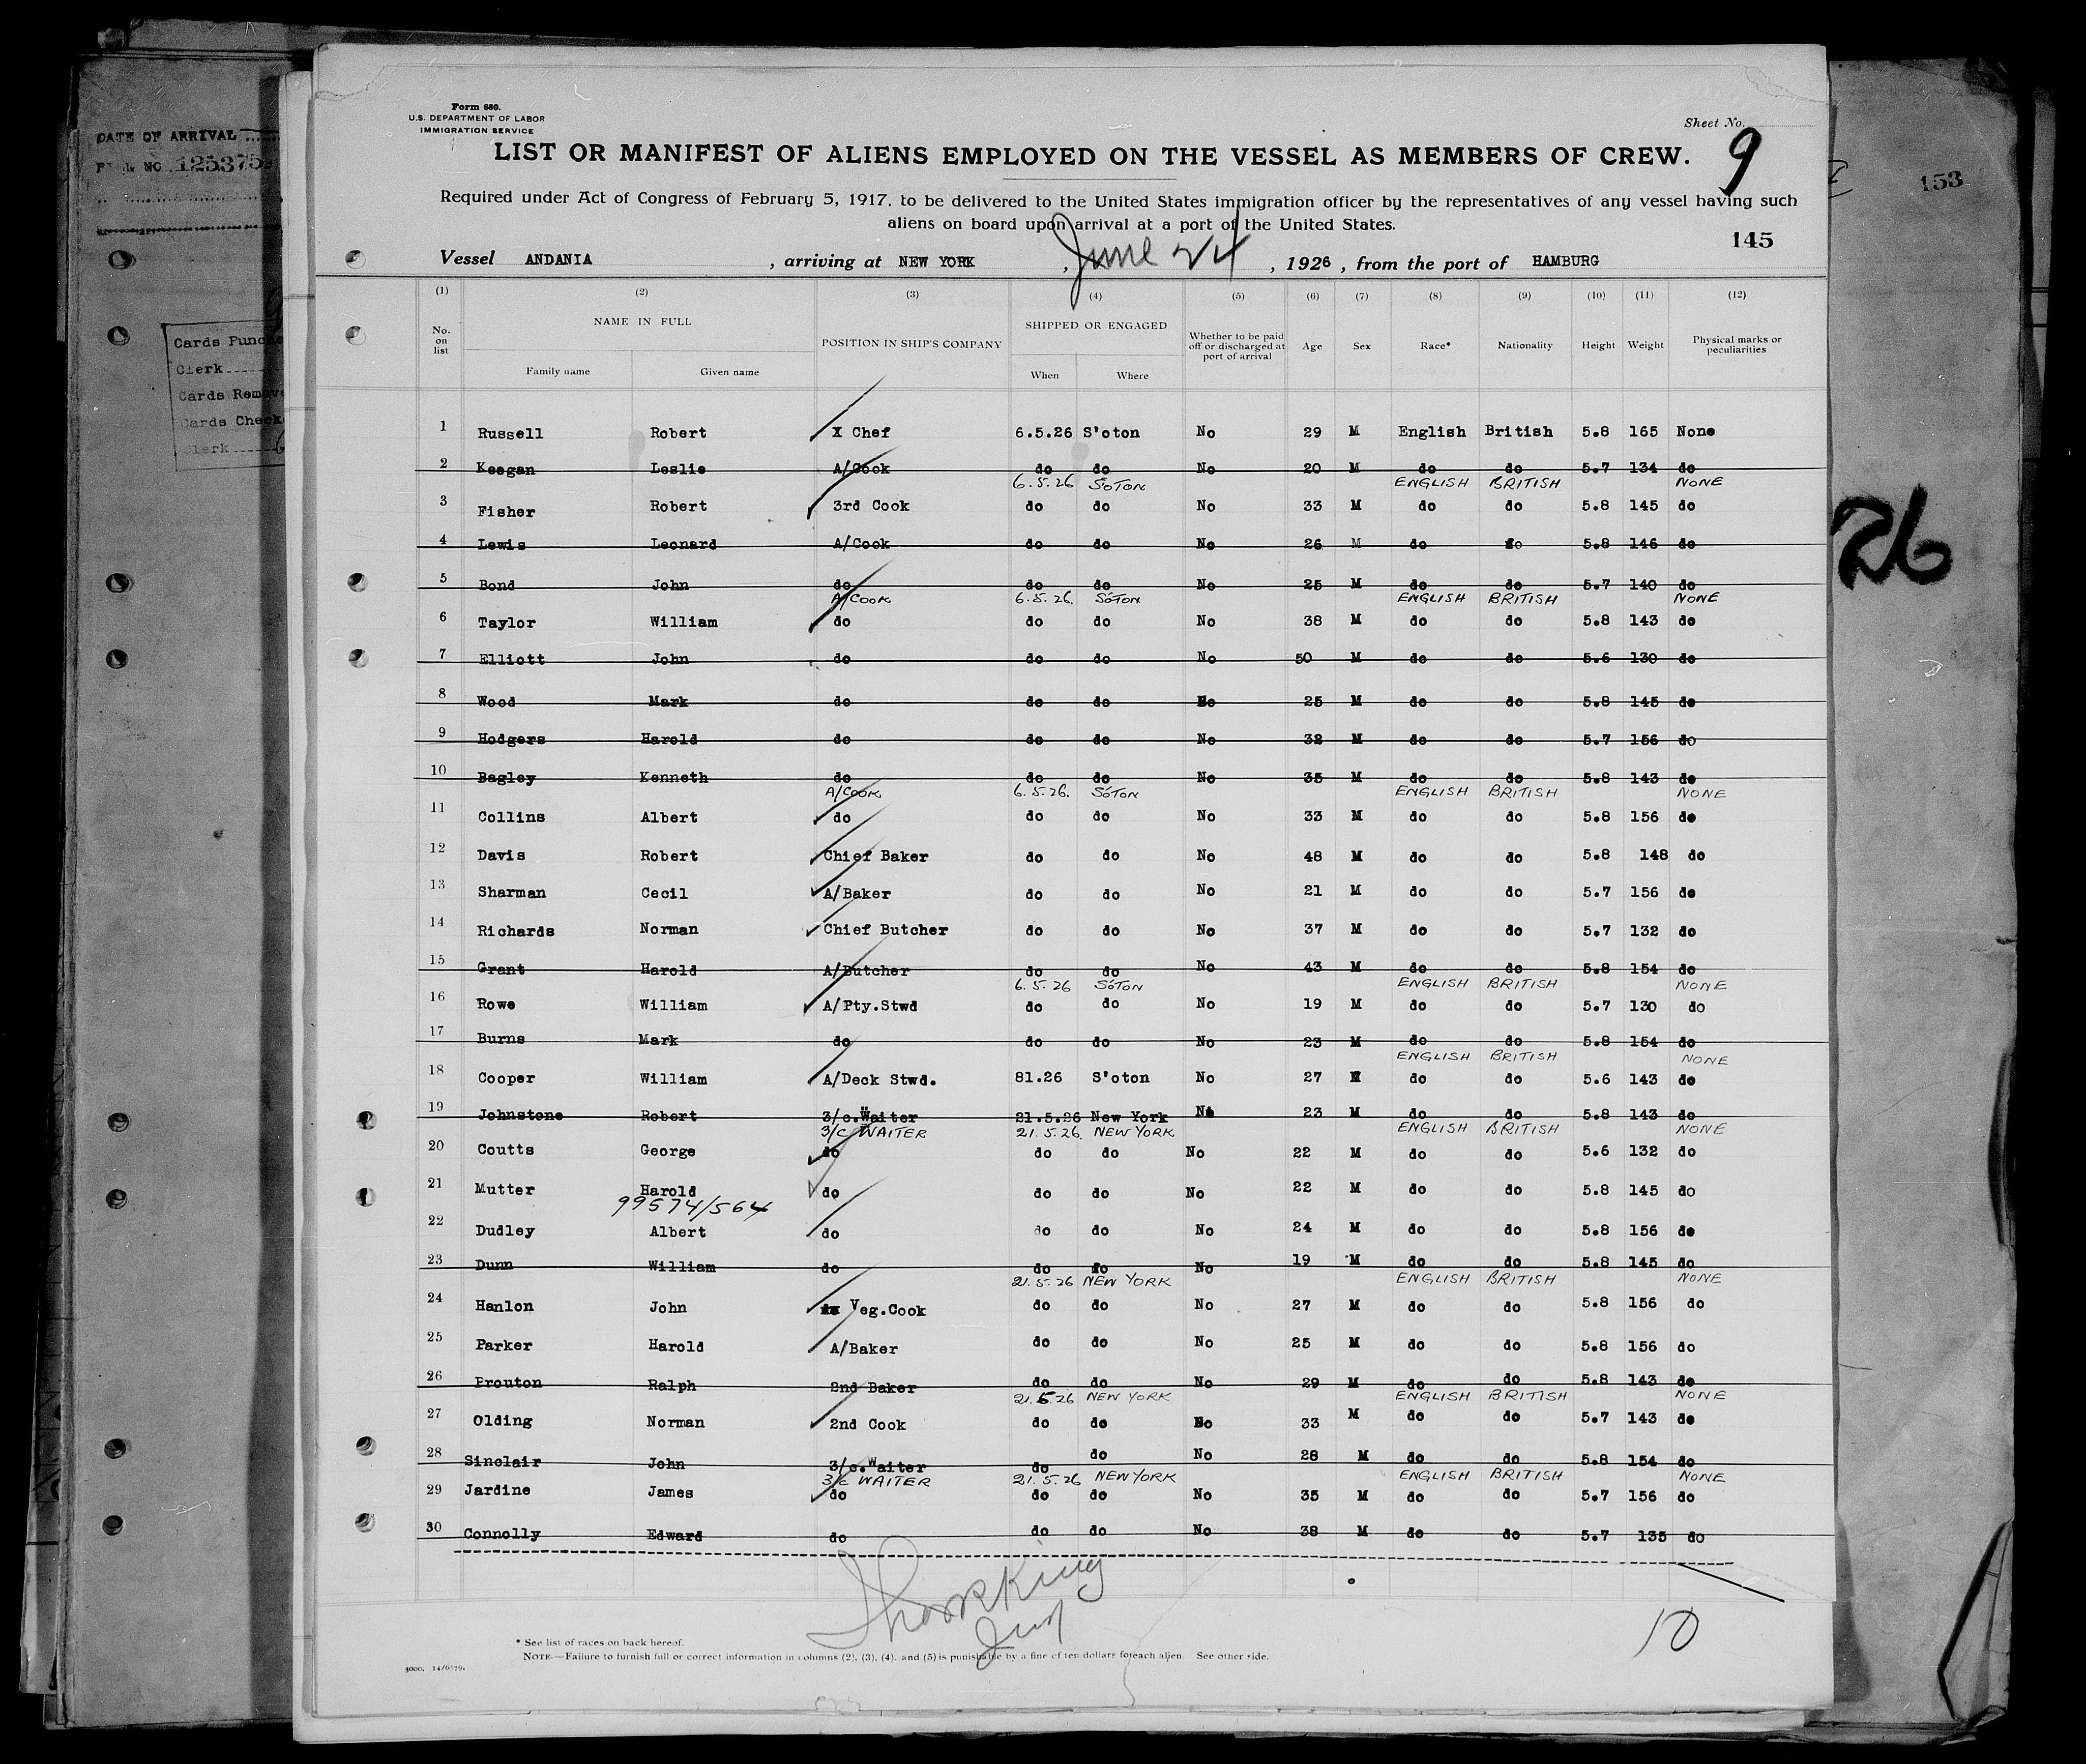 DATE OF ARRIVAL
125375
Cards Punche
Clerk
Cards Remove
Cards Check
Clerk
153
26
Form 680.
U.S. DEPARTMENT OF LABOR
IMMIGRATION SERVICE
Sheet No. 9
LIST OR MANIFEST OF ALIENS EMPLOYED ON THE VESSEL AS MEMBERS OF CREW.
Required under Act of Congress of February 5, 1917, to be delivered to the United States immigration officer by the representatives of any vessel having such
aliens on board upon arrival at a port of the United States.
145
Vessel ANDANIA , arriving at NEW YORK , June 24 , 1926 , from the port of HAMBURG
(1) (2) (3) (4) (5) (6) (7) (8) (9) (10) (11) (12)
No. on list NAME IN FULL Family name Given name POSITION IN SHIP'S COMPANY SHIPPED OR ENGAGED When Where Whether to be paid off or discharged at port of arrival Age Sex Race* Nationality Height Weight Physical marks or peculiarities
1 Russell Robert X Chef 6.5.26 S'oton No 29 M English British 5.8 165 None
2 Keegan Leslie A/Cook do do No 20 M do do 5.7 134 do
6.5.26 S'OTON ENGLISH BRITISH NONE
3 Fisher Robert 3rd Cook do do No 33 M do do 5.8 145 do
4 Lewis Leonard A/Cook do do No 26 M do do 5.8 146 do
5 Bond John do do do No 25 M do do 5.7 140 do
A/COOK 6.5.26. S'OTON ENGLISH BRITISH NONE
6 Taylor William do do do No 38 M do do 5.8 143 do
7 Elliott John do do do No 50 M do do 5.6 130 do
8 Wood Mark do do do No 25 M do do 5.8 145 do
9 Hodgers Harold do do do No 32 M do do 5.7 156 do
10 Bagley Kenneth do do do No 35 M do do 5.8 143 do
A/COOK 6.5.26. S'OTON ENGLISH BRITISH NONE
11 Collins Albert do do do No 33 M do do 5.8 156 do
12 Davis Robert Chief Baker do do No 48 M do do 5.8 148 do
13 Sharman Cecil A/Baker do do No 21 M do do 5.7 156 do
14 Richards Norman Chief Butcher do do No 37 M do do 5.7 132 do
15 Grant Harold A/Butcher do do No 43 M do do 5.8 154 do
6.5.26 S'OTON ENGLISH BRITISH NONE
16 Rowe William A/Pty.Stwd do do No 19 M do do 5.7 130 do
17 Burns Mark do do do No 23 M do do 5.8 154 do
ENGLISH BRITISH NONE
18 Cooper William A/Deck Stwd. 81.26 S'oton No 27 M do do 5.6 143 do
19 Johnstone Robert 3/c.Waiter 21.5.26 New York No 23 M do do 5.8 143 do
3/C WAITER 21.5.26. NEW YORK ENGLISH BRITISH NONE
20 Coutts George do do do No 22 M do do 5.6 132 do
21 Mutter Harold do do do No 22 M do do 5.8 145 do
99574/564
22 Dudley Albert do do do No 24 M do do 5.8 156 do
23 Dunn William do do do No 19 M do do 5.8 145 do
21.5.26 NEW YORK ENGLISH BRITISH NONE
24 Hanlon John Veg.Cook do do No 27 M do do 5.8 156 do
25 Parker Harold A/Baker do do No 25 M do do 5.8 156 do
26 Prouton Ralph 2nd Baker do do No 29 M do do 5.8 143 do
21.5.26 NEW YORK ENGLISH BRITISH NONE
27 Olding Norman 2nd Cook do do No 33 M do do 5.7 143 do
28 Sinclair John 3/c.Waiter do do No 28 M do do 5.8 154 do
3/C WAITER 21.5.26 NEW YORK ENGLISH BRITISH NONE
29 Jardine James do do do No 35 M do do 5.7 156 do
30 Connolly Edward do do do No 38 M do do 5.7 135 do
10
* See list of races on back hereof.
NOTE.—Failure to furnish full or correct information in columns (2), (3), (4), and (5) is punishable by a fine of ten dollars for each alien. See other side.